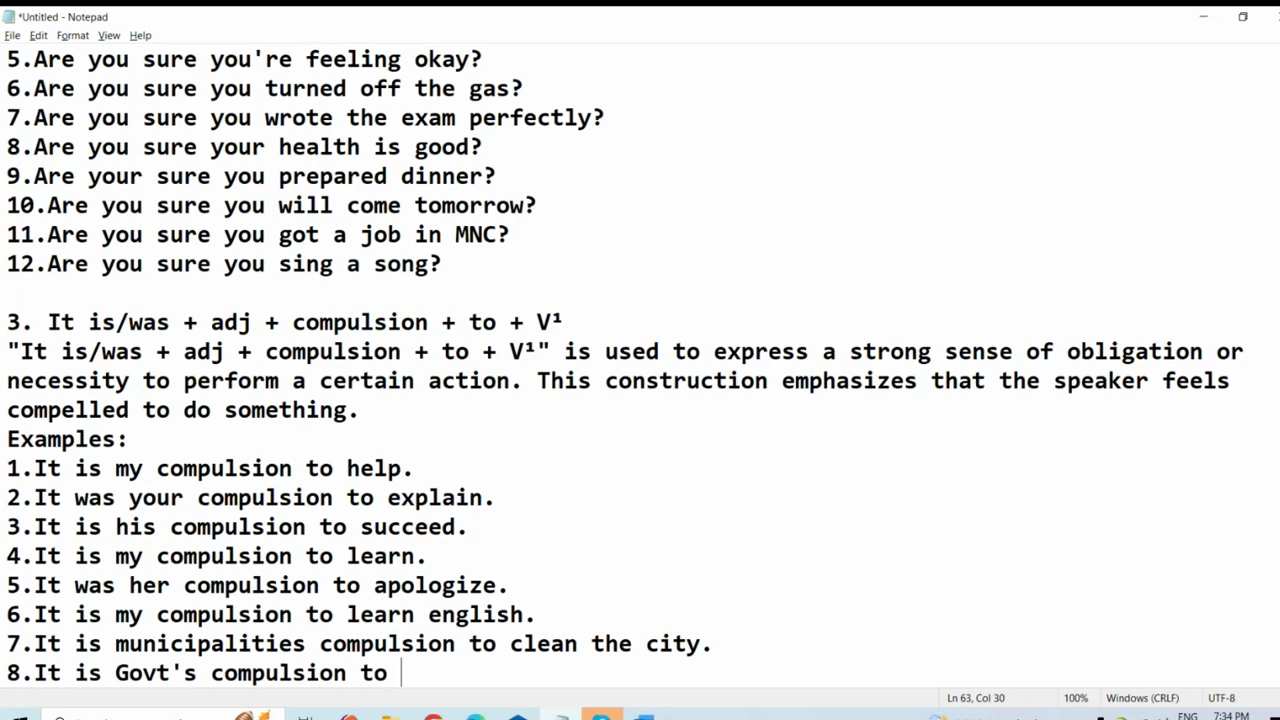 *Untitled - Notepad
File Edit Format View Help
5.Are you sure you're feeling okay?
6.Are you sure you turned off the gas?
7.Are you sure you wrote the exam perfectly?
8.Are you sure your health is good?
9.Are your sure you prepared dinner?
10.Are you sure you will come tomorrow?
11.Are you sure you got a job in MNC?
12.Are you sure you sing a song?
3. It is/was + adj + compulsion + to + V¹
"It is/was + adj + compulsion + to + V¹" is used to express a strong sense of obligation or
necessity to perform a certain action. This construction emphasizes that the speaker feels
compelled to do something.
Examples:
1.It is my compulsion to help.
2.It was your compulsion to explain.
3.It is his compulsion to succeed.
4.It is my compulsion to learn.
5.It was her compulsion to apologize.
6.It is my compulsion to learn english.
7.It is municipalities compulsion to clean the city.
8.It is Govt's compulsion to
Ln 63, Col 30 100% Windows (CRLF) UTF-8
ENG 7:34 PM